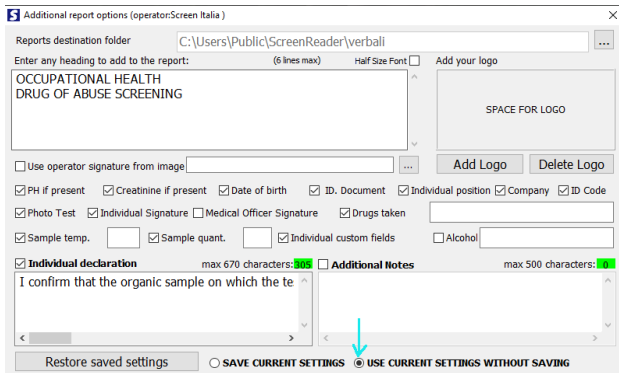 Additional report options (operator:Screen Italia )
Reports destination folder C:\Users\Public\ScreenReader\verbali ...
Enter any heading to add to the report: (6 lines max) Half Size Font Add your logo
OCCUPATIONAL HEALTH
DRUG OF ABUSE SCREENING
SPACE FOR LOGO
Use operator signature from image ... Add Logo Delete Logo
PH if present Creatinine if present Date of birth ID. Document Individual position Company ID Code
Photo Test Individual Signature Medical Officer Signature Drugs taken
Sample temp. Sample quant. Individual custom fields Alcohol
Individual declaration max 670 characters: 305 Additional Notes max 500 characters: 0
I confirm that the organic sample on which the te
Restore saved settings SAVE CURRENT SETTINGS USE CURRENT SETTINGS WITHOUT SAVING